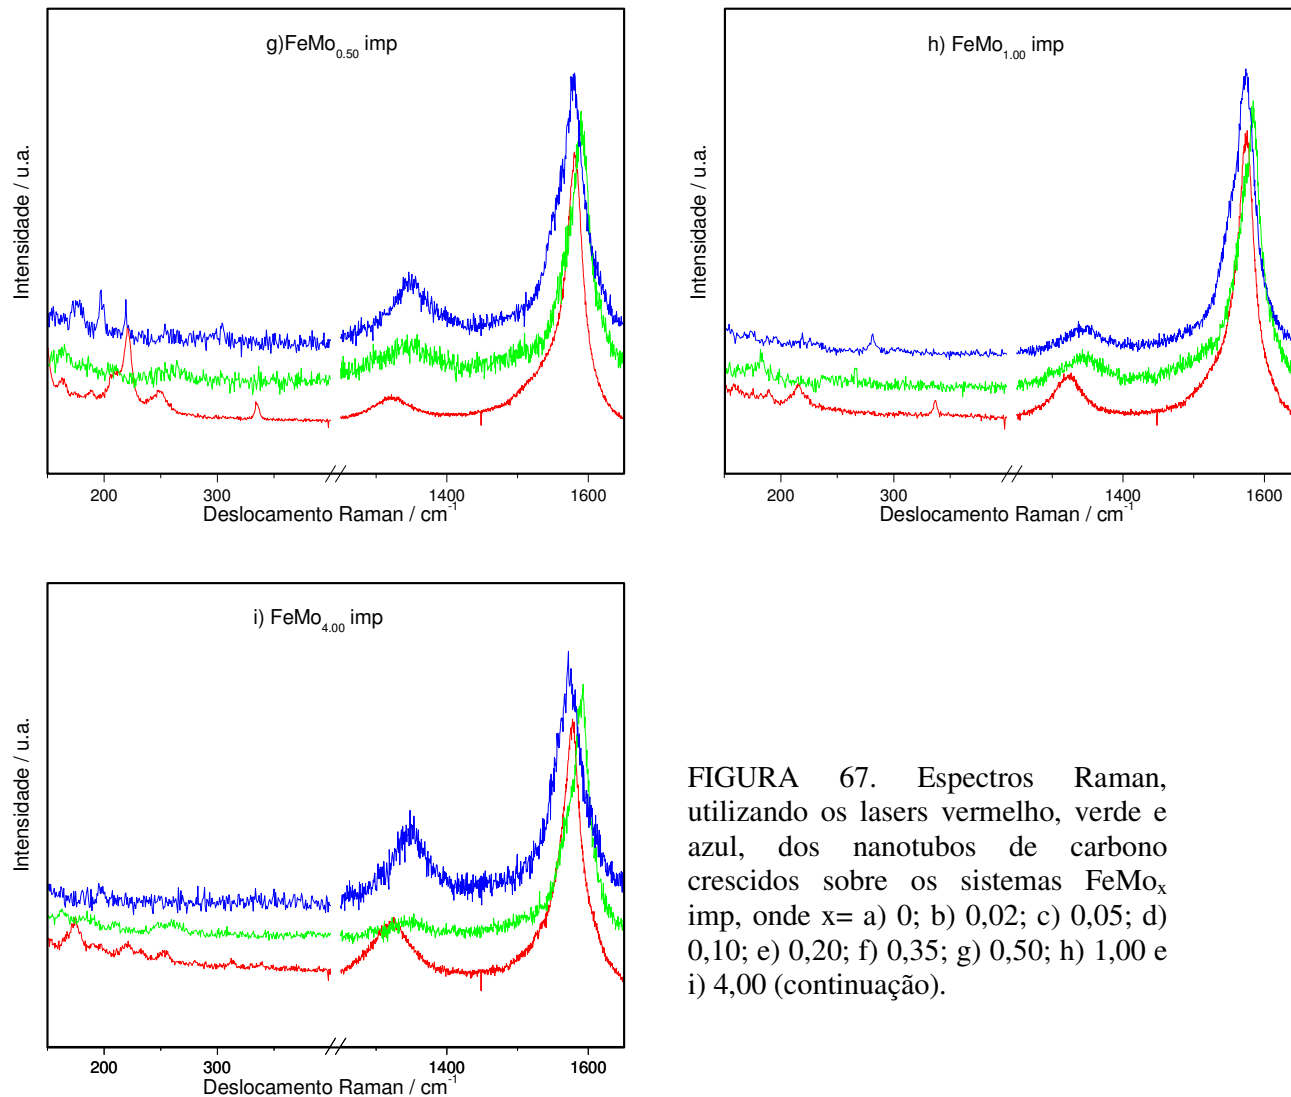 g)FeMo0.50 imp
Intensidade / u.a.
200 300 1400 1600
Deslocamento Raman / cm-1
h) FeMo1.00 imp
Intensidade / u.a.
200 300 1400 1600
Deslocamento Raman / cm-1
i) FeMo4.00 imp
Intensidade / u.a.
200 300 1400 1600
Deslocamento Raman / cm-1
FIGURA 67. Espectros Raman,
utilizando os lasers vermelho, verde e
azul, dos nanotubos de carbono
crescidos sobre os sistemas FeMox
imp, onde x= a) 0; b) 0,02; c) 0,05; d)
0,10; e) 0,20; f) 0,35; g) 0,50; h) 1,00 e
i) 4,00 (continuação).